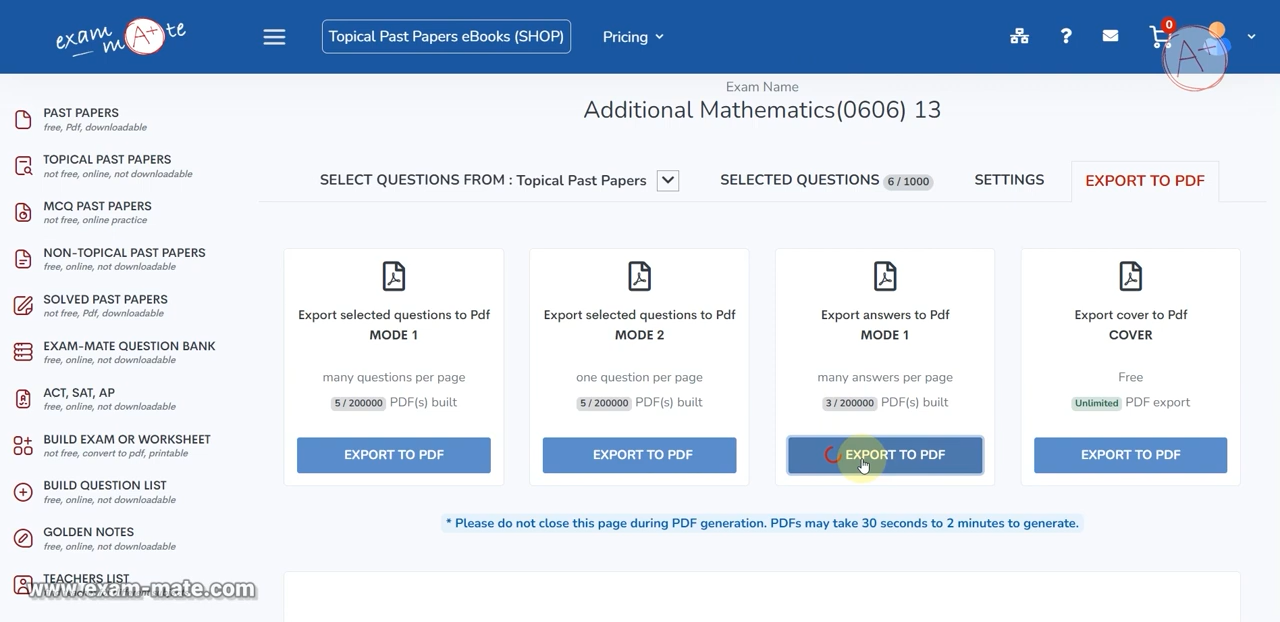 exam mate A+
Topical Past Papers eBooks (SHOP)
Pricing
?
0
A+
Exam Name
Additional Mathematics(0606) 13
SELECT QUESTIONS FROM : Topical Past Papers
SELECTED QUESTIONS 6 / 1000
SETTINGS
EXPORT TO PDF
PAST PAPERS
free, Pdf, downloadable
TOPICAL PAST PAPERS
not free, online, not downloadable
MCQ PAST PAPERS
not free, online practice
NON-TOPICAL PAST PAPERS
free, online, not downloadable
SOLVED PAST PAPERS
not free, Pdf, downloadable
EXAM-MATE QUESTION BANK
free, online, not downloadable
ACT, SAT, AP
free, online, not downloadable
BUILD EXAM OR WORKSHEET
not free, convert to pdf, printable
BUILD QUESTION LIST
free, online, not downloadable
GOLDEN NOTES
free, online, not downloadable
TEACHERS LIST
www.exam-mate.com
Export selected questions to Pdf
MODE 1
many questions per page
5 / 200000 PDF(s) built
EXPORT TO PDF
Export selected questions to Pdf
MODE 2
one question per page
5 / 200000 PDF(s) built
EXPORT TO PDF
Export answers to Pdf
MODE 1
many answers per page
3 / 200000 PDF(s) built
EXPORT TO PDF
Export cover to Pdf
COVER
Free
Unlimited PDF export
EXPORT TO PDF
* Please do not close this page during PDF generation. PDFs may take 30 seconds to 2 minutes to generate.